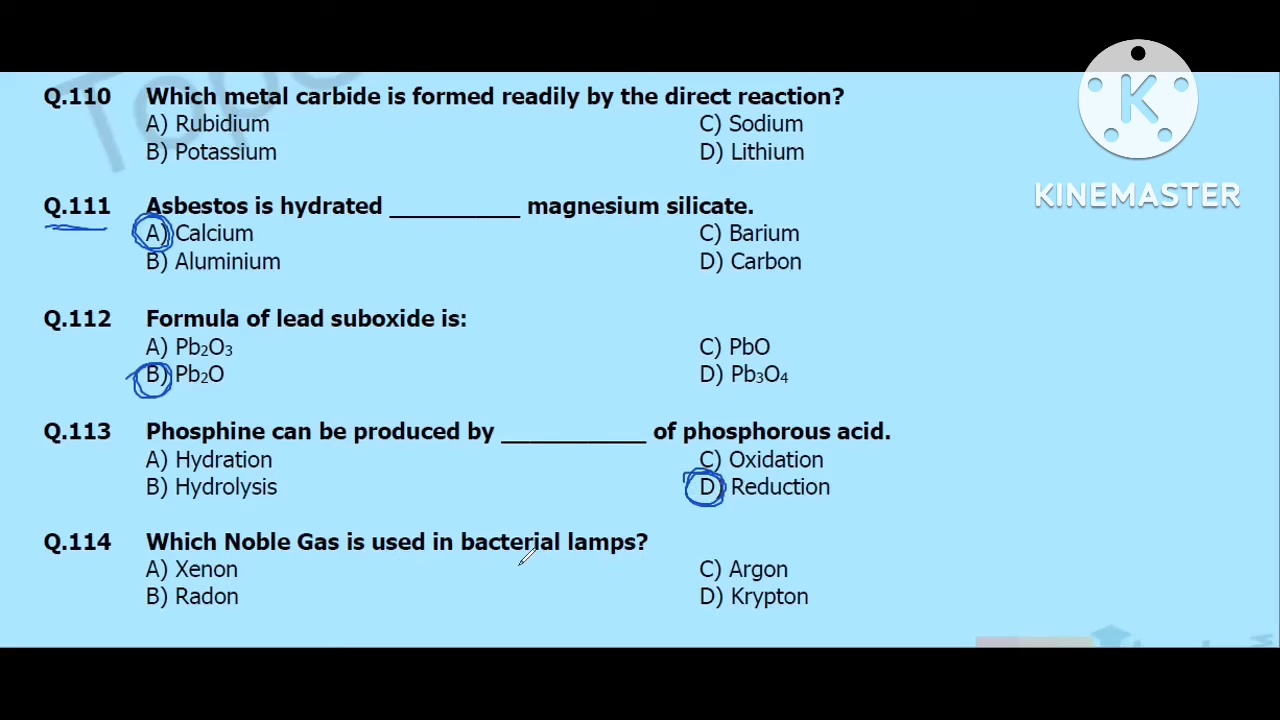 Q.110 Which metal carbide is formed readily by the direct reaction?
A) Rubidium C) Sodium
B) Potassium D) Lithium
K
KINEMASTER
Q.111 Asbestos is hydrated __________ magnesium silicate.
A) Calcium C) Barium
B) Aluminium D) Carbon
Q.112 Formula of lead suboxide is:
A) Pb₂O₃ C) PbO
B) Pb₂O D) Pb₃O₄
Q.113 Phosphine can be produced by ___________ of phosphorous acid.
A) Hydration C) Oxidation
B) Hydrolysis D) Reduction
Q.114 Which Noble Gas is used in bacterial lamps?
A) Xenon C) Argon
B) Radon D) Krypton